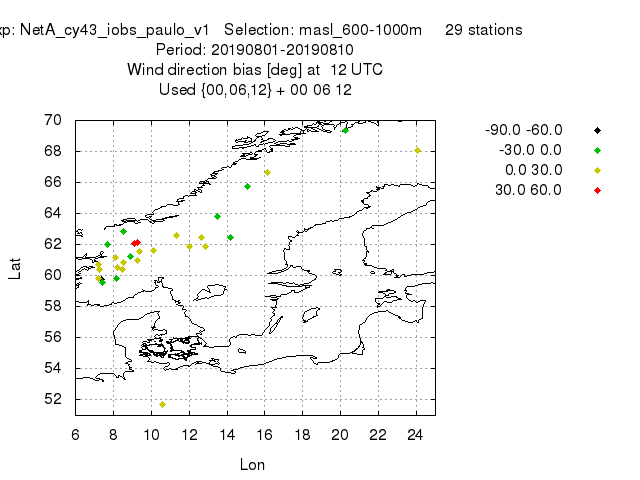 xp: NetA_cy43_iobs_paulo_v1 Selection: masl_600-1000m 29 stations
Period: 20190801-20190810
Wind direction bias [deg] at 12 UTC
Used {00,06,12} + 00 06 12
-90.0 -60.0
-30.0 0.0
0.0 30.0
30.0 60.0
70
68
66
64
62
60
58
56
54
52
Lat
6 8 10 12 14 16 18 20 22 24
Lon